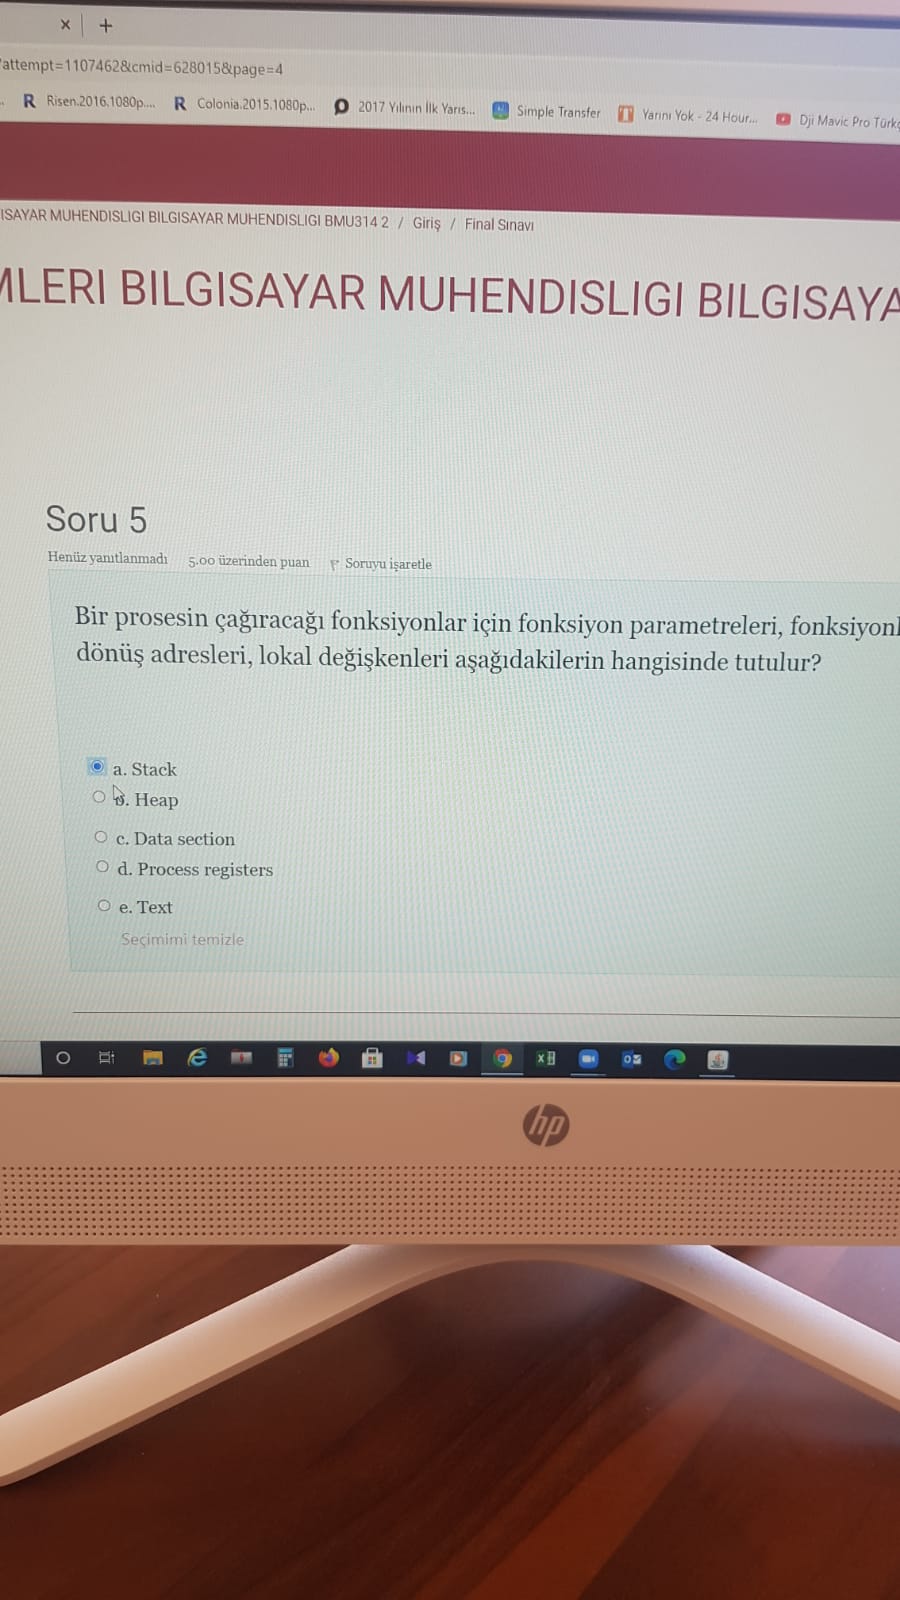 attempt=1107462&cmid=628015&page=4
Risen.2016.1080p.... Colonia.2015.1080p... 2017 Yılının İlk Yarıs... Simple Transfer Yarını Yok - 24 Hour... Dji Mavic Pro Türkç
ISAYAR MUHENDISLIGI BILGISAYAR MUHENDISLIGI BMU314 2 / Giriş / Final Sınavı
MLERI BILGISAYAR MUHENDISLIGI BILGISAYA
Soru 5
Henüz yanıtlanmadı 5.00 üzerinden puan Soruyu işaretle
Bir prosesin çağıracağı fonksiyonlar için fonksiyon parametreleri, fonksiyonl
dönüş adresleri, lokal değişkenleri aşağıdakilerin hangisinde tutulur?
a. Stack
b. Heap
c. Data section
d. Process registers
e. Text
Seçimimi temizle
hp